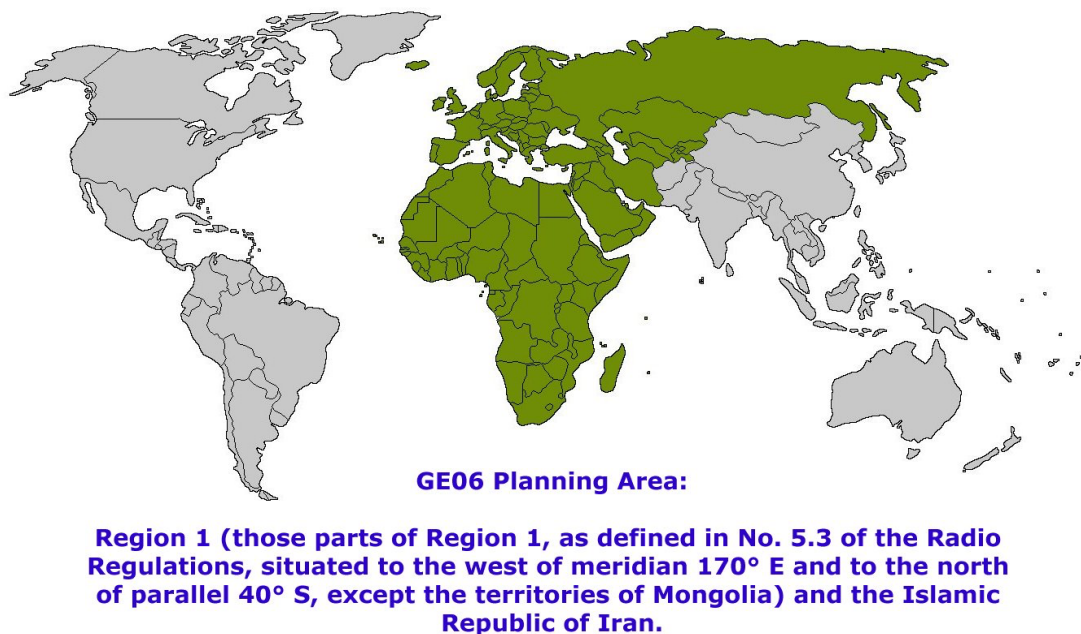 GE06 Planning Area:
Region 1 (those parts of Region 1, as defined in No. 5.3 of the Radio
Regulations, situated to the west of meridian 170° E and to the north
of parallel 40° S, except the territories of Mongolia) and the Islamic
Republic of Iran.